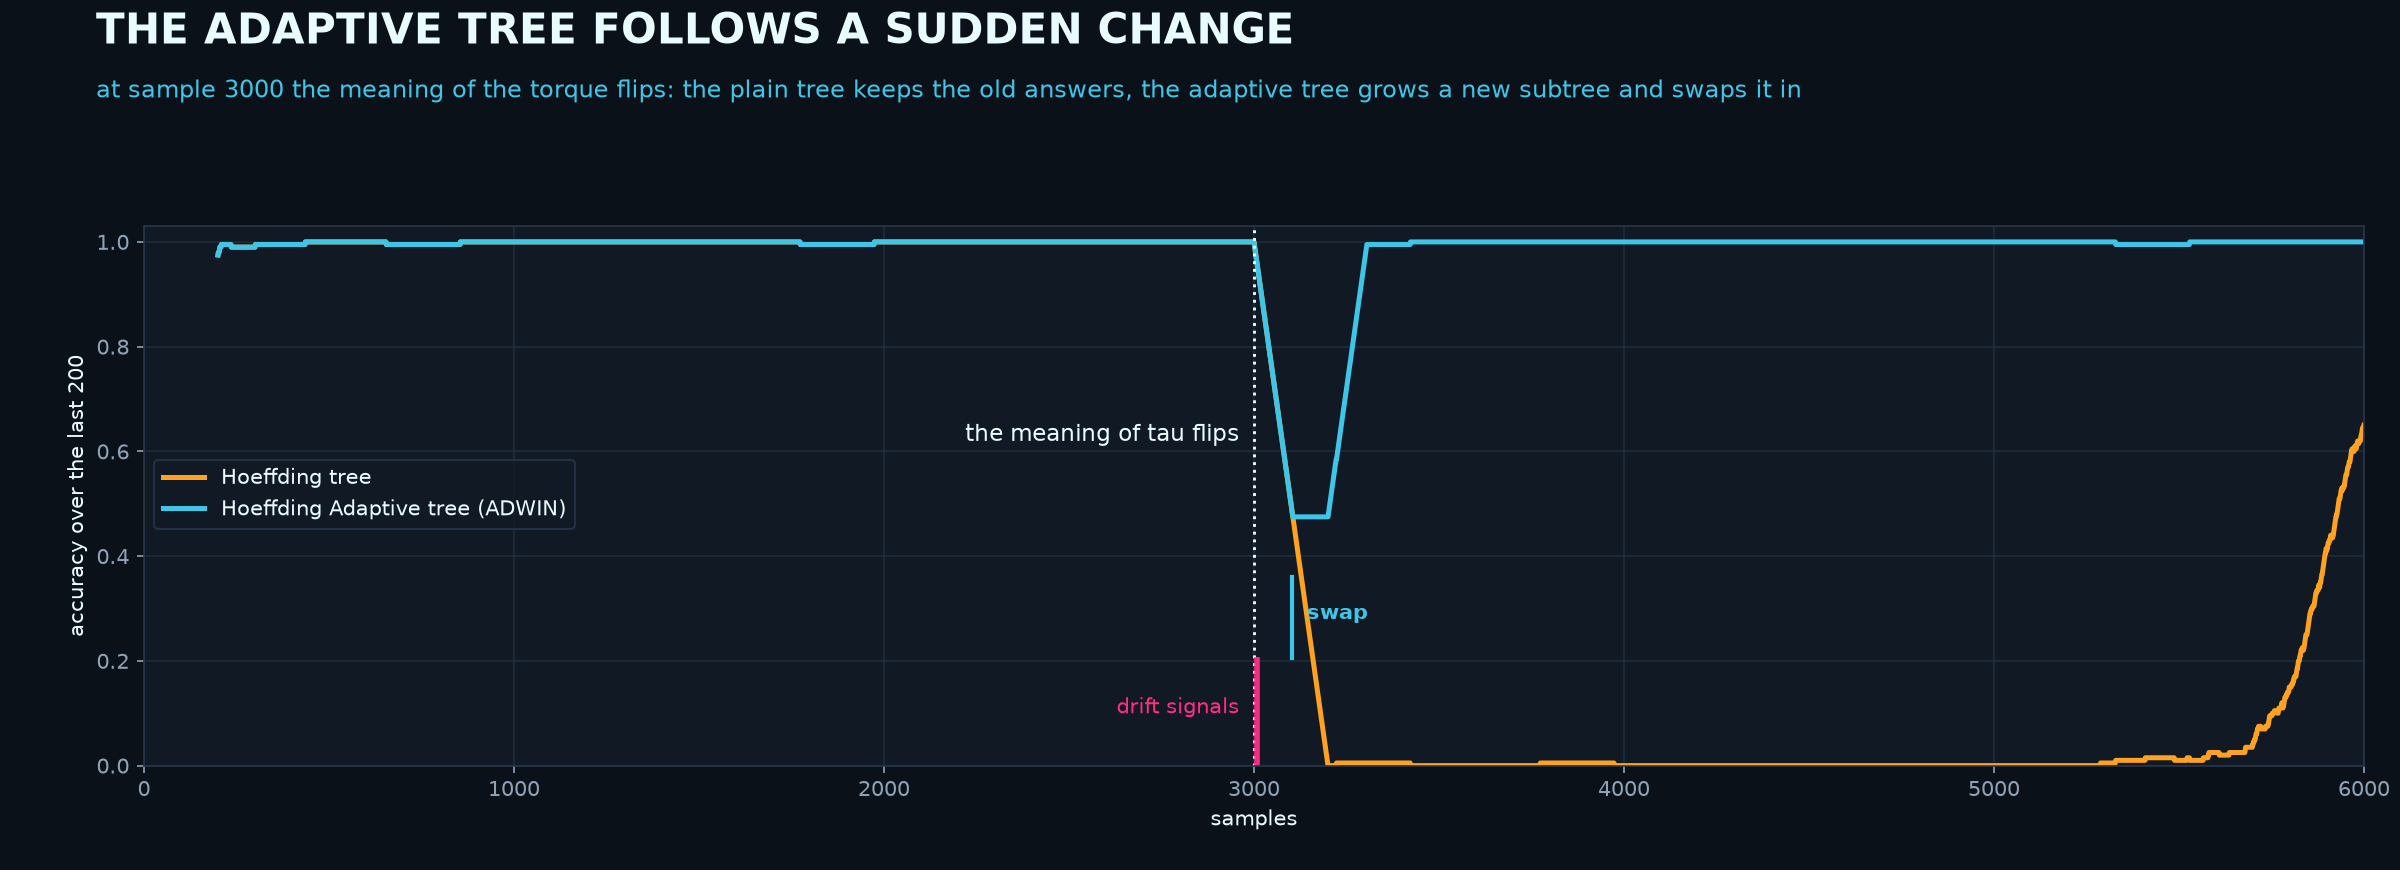 THE ADAPTIVE TREE FOLLOWS A SUDDEN CHANGE
at sample 3000 the meaning of the torque flips: the plain tree keeps the old answers, the adaptive tree grows a new subtree and swaps it in
accuracy over the last 200
1.0
0.8
0.6
0.4
0.2
0.0
the meaning of tau flips
Hoeffding tree
Hoeffding Adaptive tree (ADWIN)
swap
drift signals
0
1000
2000
3000
4000
5000
6000
samples